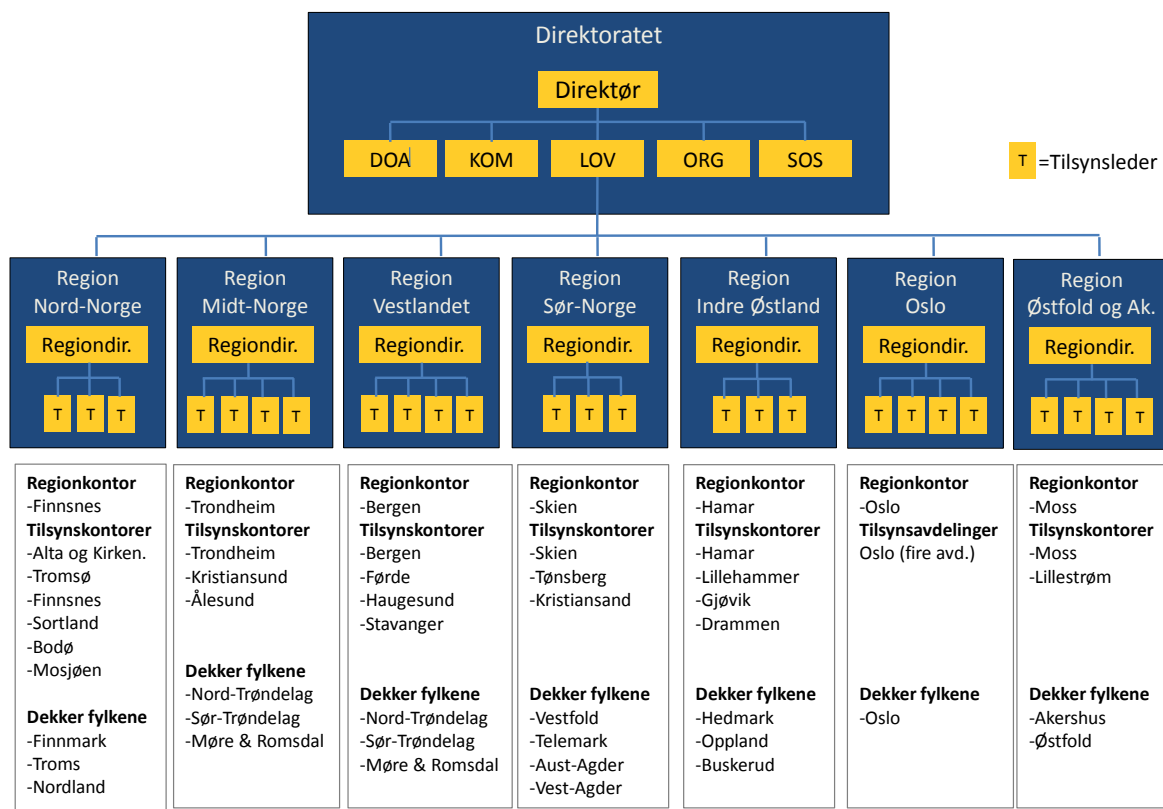 Direktoratet
Direktør
DOA
KOM
LOV
ORG
SOS
T =Tilsynsleder
Region
Nord-Norge
Regiondir.
T T T
Region
Midt-Norge
Regiondir.
T T T T
Region
Vestlandet
Regiondir.
T T T T
Region
Sør-Norge
Regiondir.
T T T
Region
Indre Østland
Regiondir.
T T T
Region
Oslo
Regiondir.
T T T T
Region
Østfold og Ak.
Regiondir.
T T T T
Regionkontor
-Finnsnes
Tilsynskontorer
-Alta og Kirken.
-Tromsø
-Finnsnes
-Sortland
-Bodø
-Mosjøen
Dekker fylkene
-Finnmark
-Troms
-Nordland
Regionkontor
-Trondheim
Tilsynskontorer
-Trondheim
-Kristiansund
-Ålesund
Dekker fylkene
-Nord-Trøndelag
-Sør-Trøndelag
-Møre & Romsdal
Regionkontor
-Bergen
Tilsynskontorer
-Bergen
-Førde
-Haugesund
-Stavanger
Dekker fylkene
-Nord-Trøndelag
-Sør-Trøndelag
-Møre & Romsdal
Regionkontor
-Skien
Tilsynskontorer
-Skien
-Tønsberg
-Kristiansand
Dekker fylkene
-Vestfold
-Telemark
-Aust-Agder
-Vest-Agder
Regionkontor
-Hamar
Tilsynskontorer
-Hamar
-Lillehammer
-Gjøvik
-Drammen
Dekker fylkene
-Hedmark
-Oppland
-Buskerud
Regionkontor
-Oslo
Tilsynsavdelinger
Oslo (fire avd.)
Dekker fylkene
-Oslo
Regionkontor
-Moss
Tilsynskontorer
-Moss
-Lillestrøm
Dekker fylkene
-Akershus
-Østfold